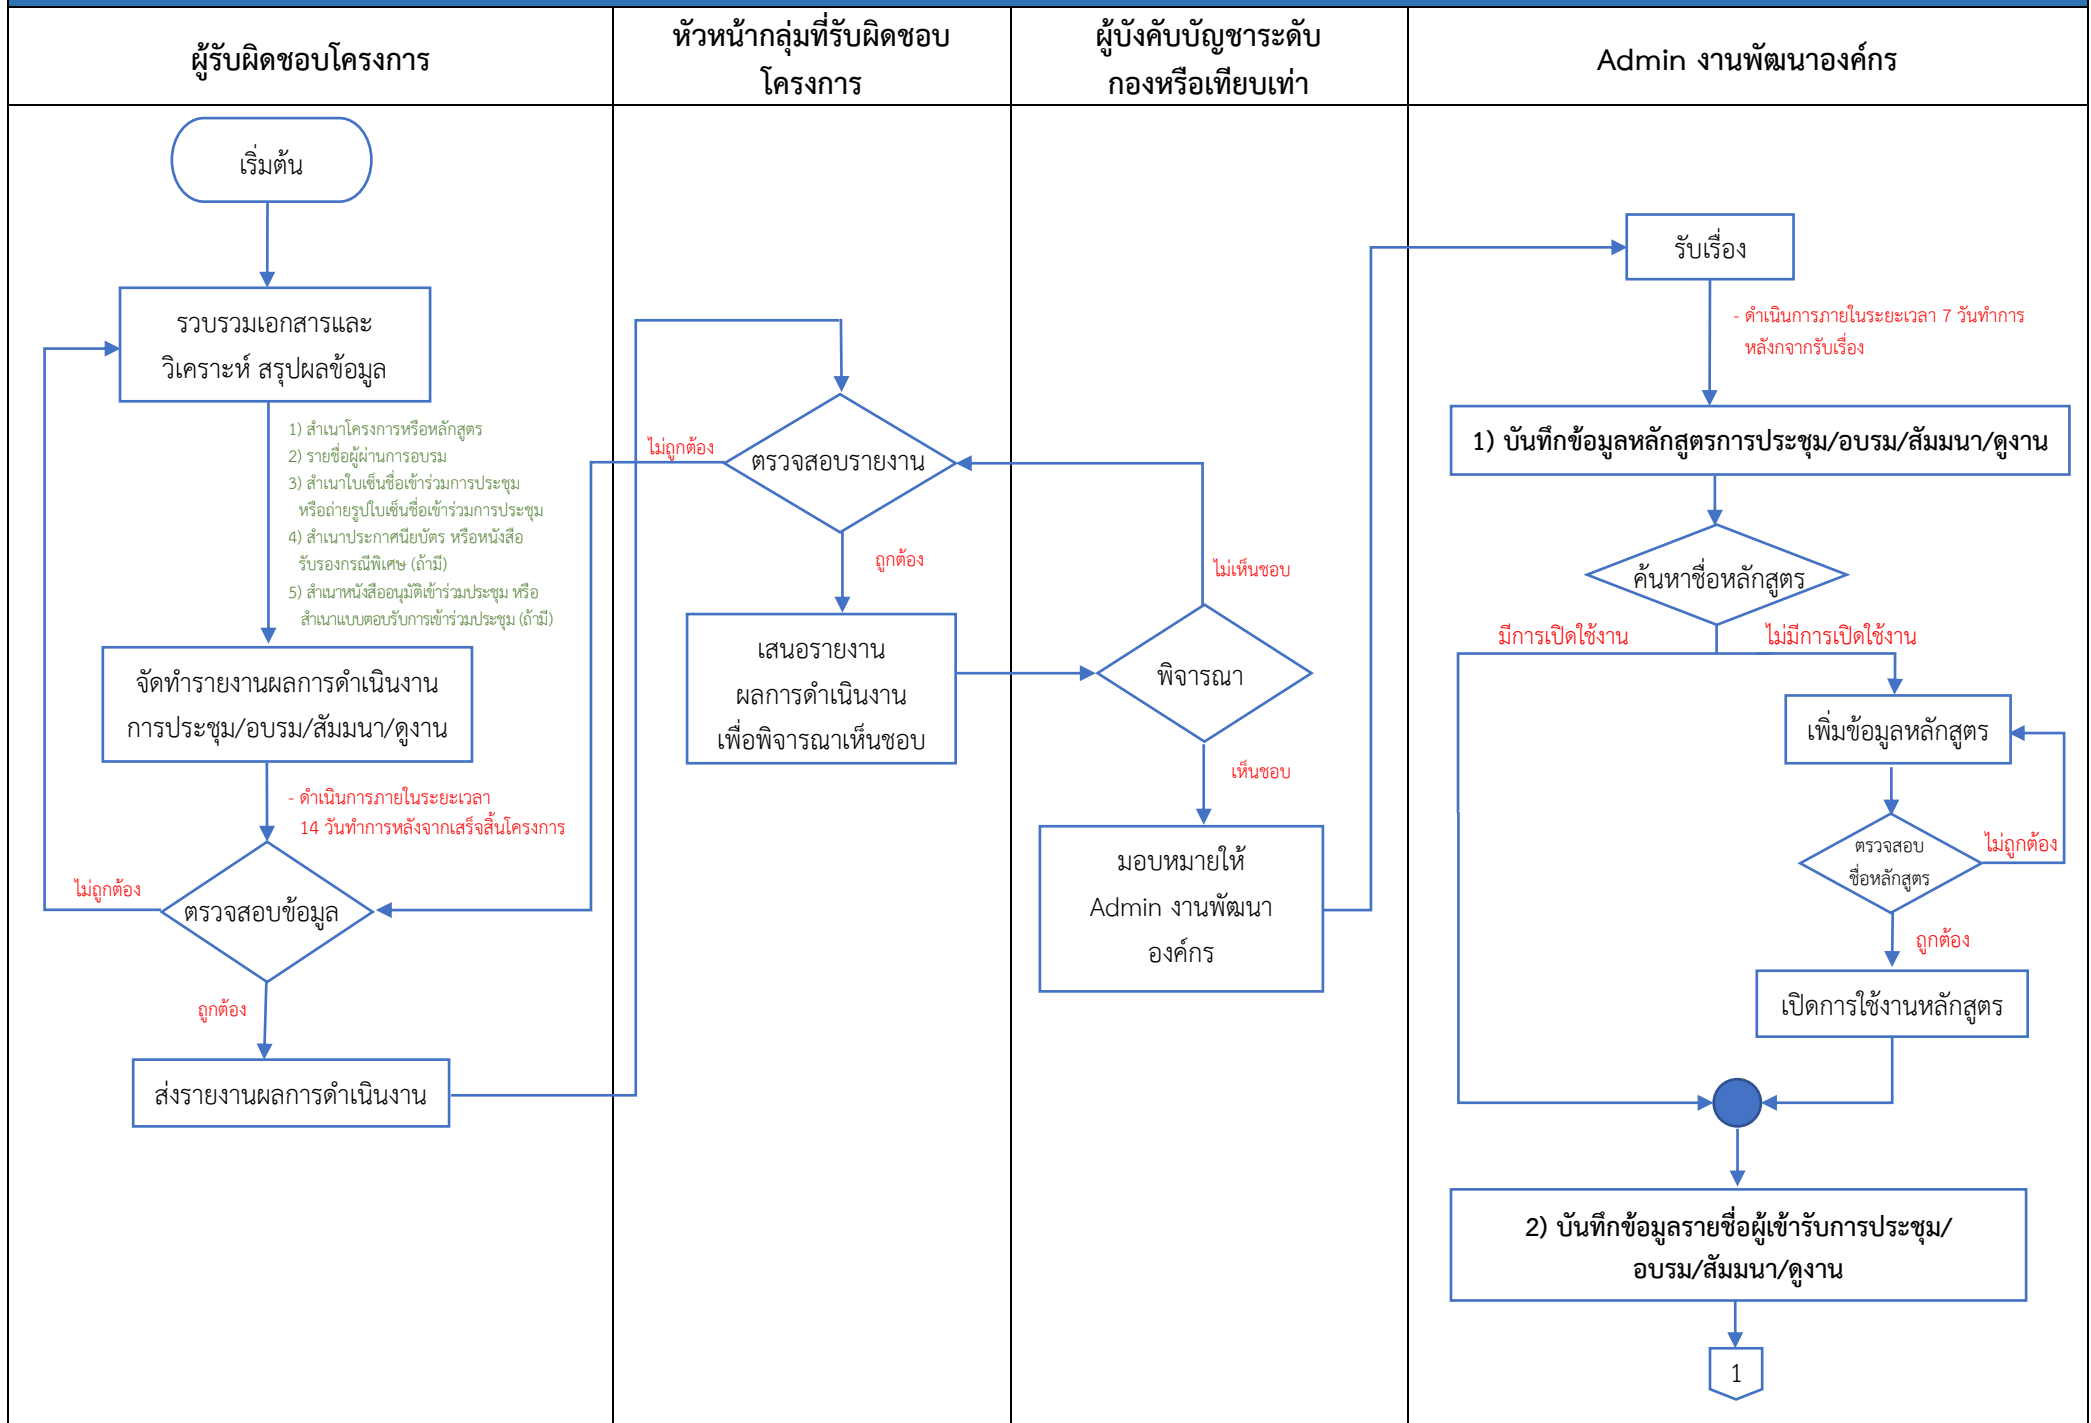 ผู้รับผิดชอบโครงการ
หัวหน้ากลุ่มที่รับผิดชอบ
โครงการ
ผู้บังคับบัญชาระดับ
กองหรือเทียบเท่า
Admin งานพัฒนาองค์กร
เริ่มต้น
รวบรวมเอกสารและ
วิเคราะห์ สรุปผลข้อมูล
1) สำเนาโครงการหรือหลักสูตร
2) รายชื่อผู้ผ่านการอบรม
3) สำเนาใบเซ็นชื่อเข้าร่วมการประชุม
หรือถ่ายรูปใบเซ็นชื่อเข้าร่วมการประชุม
4) สำเนาประกาศนียบัตร หรือหนังสือ
รับรองกรณีพิเศษ (ถ้ามี)
5) สำเนาหนังสืออนุมัติเข้าร่วมประชุม หรือ
สำเนาแบบตอบรับการเข้าร่วมประชุม (ถ้ามี)
จัดทำรายงานผลการดำเนินงาน
การประชุม/อบรม/สัมมนา/ดูงาน
- ดำเนินการภายในระยะเวลา
14 วันทำการหลังจากเสร็จสิ้นโครงการ
ไม่ถูกต้อง
ตรวจสอบข้อมูล
ถูกต้อง
ส่งรายงานผลการดำเนินงาน
ไม่ถูกต้อง
ตรวจสอบรายงาน
ถูกต้อง
เสนอรายงาน
ผลการดำเนินงาน
เพื่อพิจารณาเห็นชอบ
ไม่เห็นชอบ
พิจารณา
เห็นชอบ
มอบหมายให้
Admin งานพัฒนา
องค์กร
รับเรื่อง
- ดำเนินการภายในระยะเวลา 7 วันทำการ
หลังกจากรับเรื่อง
1) บันทึกข้อมูลหลักสูตรการประชุม/อบรม/สัมมนา/ดูงาน
ค้นหาชื่อหลักสูตร
มีการเปิดใช้งาน
ไม่มีการเปิดใช้งาน
เพิ่มข้อมูลหลักสูตร
ตรวจสอบ
ชื่อหลักสูตร
ไม่ถูกต้อง
ถูกต้อง
เปิดการใช้งานหลักสูตร
2) บันทึกข้อมูลรายชื่อผู้เข้ารับการประชุม/
อบรม/สัมมนา/ดูงาน
1